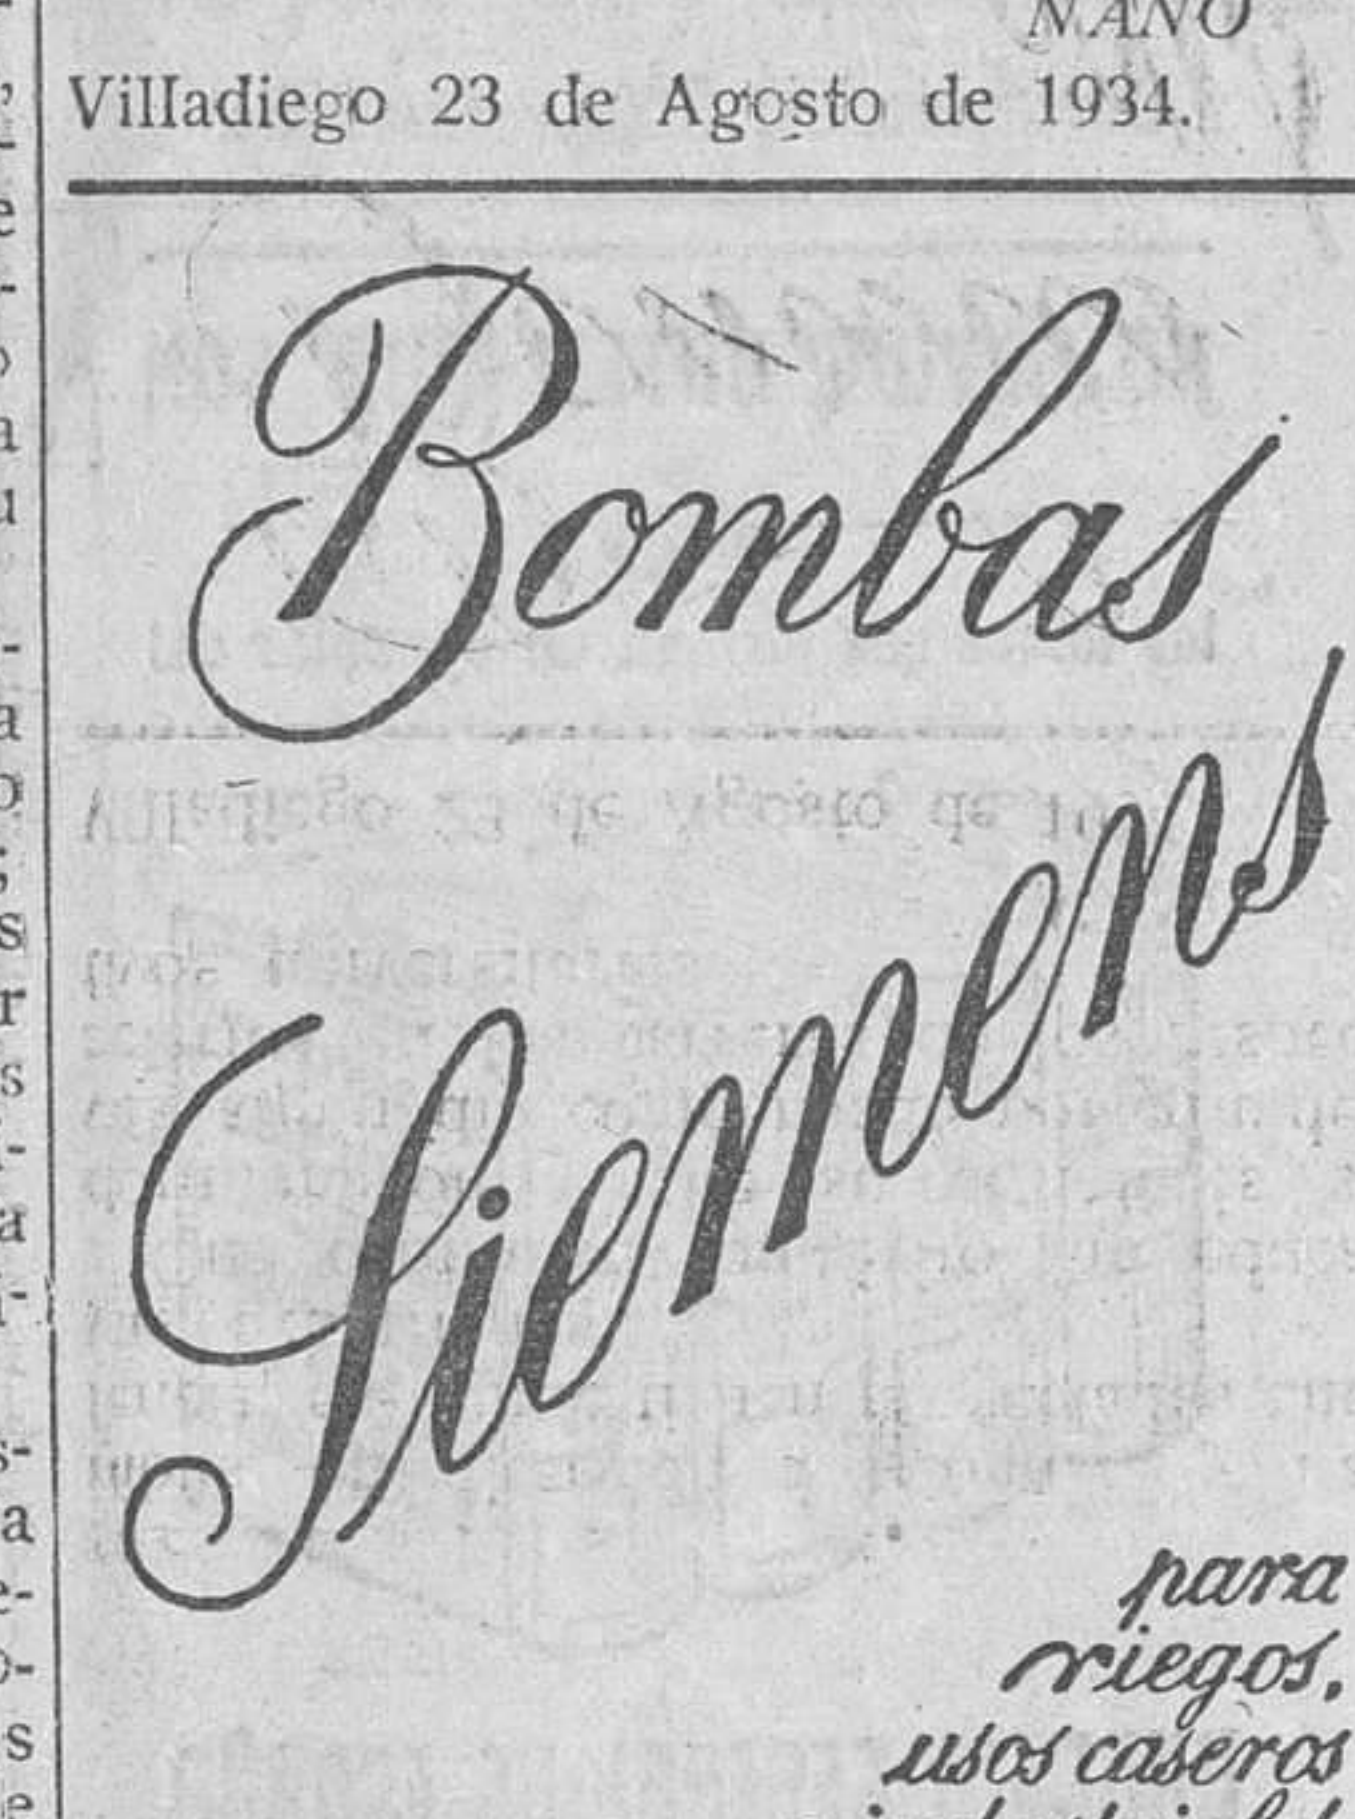 NANO
Villadiego 23 de Agosto de 1934.
Bombas
Siemens
para
riegos,
usos caseros